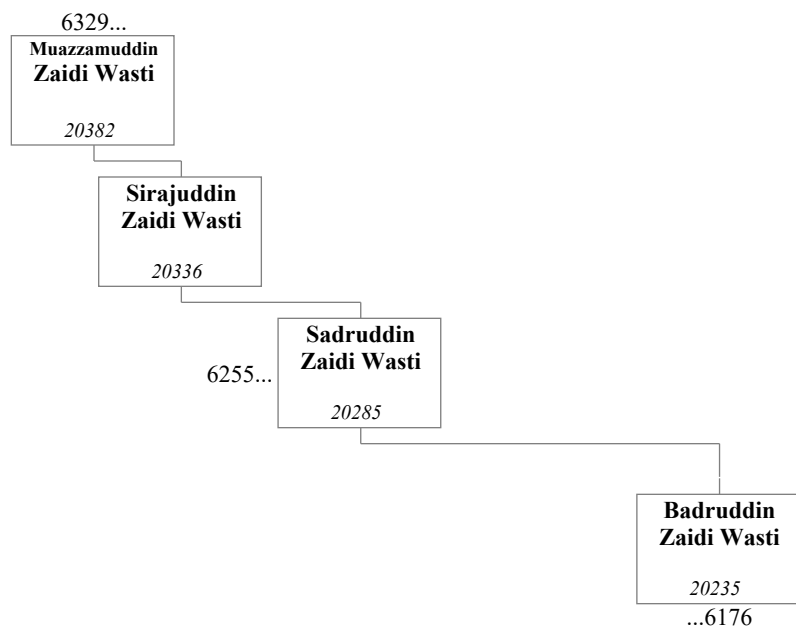 6329...
Muazzamuddin
Zaidi Wasti
20382
Sirajuddin
Zaidi Wasti
20336
Sadruddin
Zaidi Wasti
6255...
20285
Badruddin
Zaidi Wasti
20235
...6176